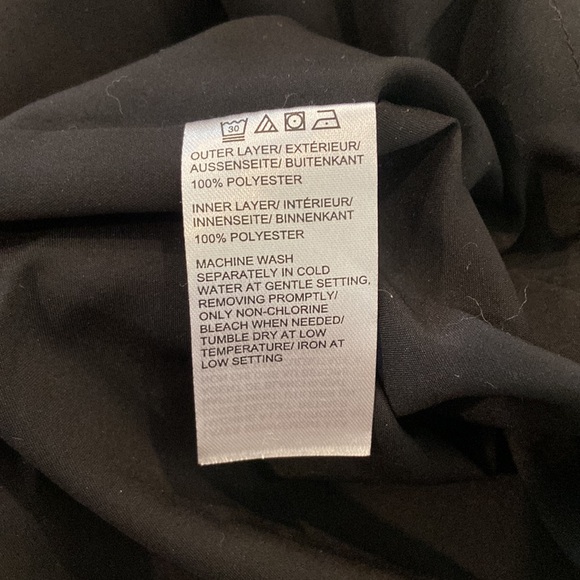 30
OUTER LAYER/ EXTÉRIEUR/
AUSSENSEITE/ BUITENKANT
100% POLYESTER
INNER LAYER/ INTÉRIEUR/
INNENSEITE/ BINNENKANT
100% POLYESTER
MACHINE WASH
SEPARATELY IN COLD
WATER AT GENTLE SETTING,
REMOVING PROMPTLY/
ONLY NON-CHLORINE
BLEACH WHEN NEEDED/
TUMBLE DRY AT LOW
TEMPERATURE/ IRON AT
LOW SETTING